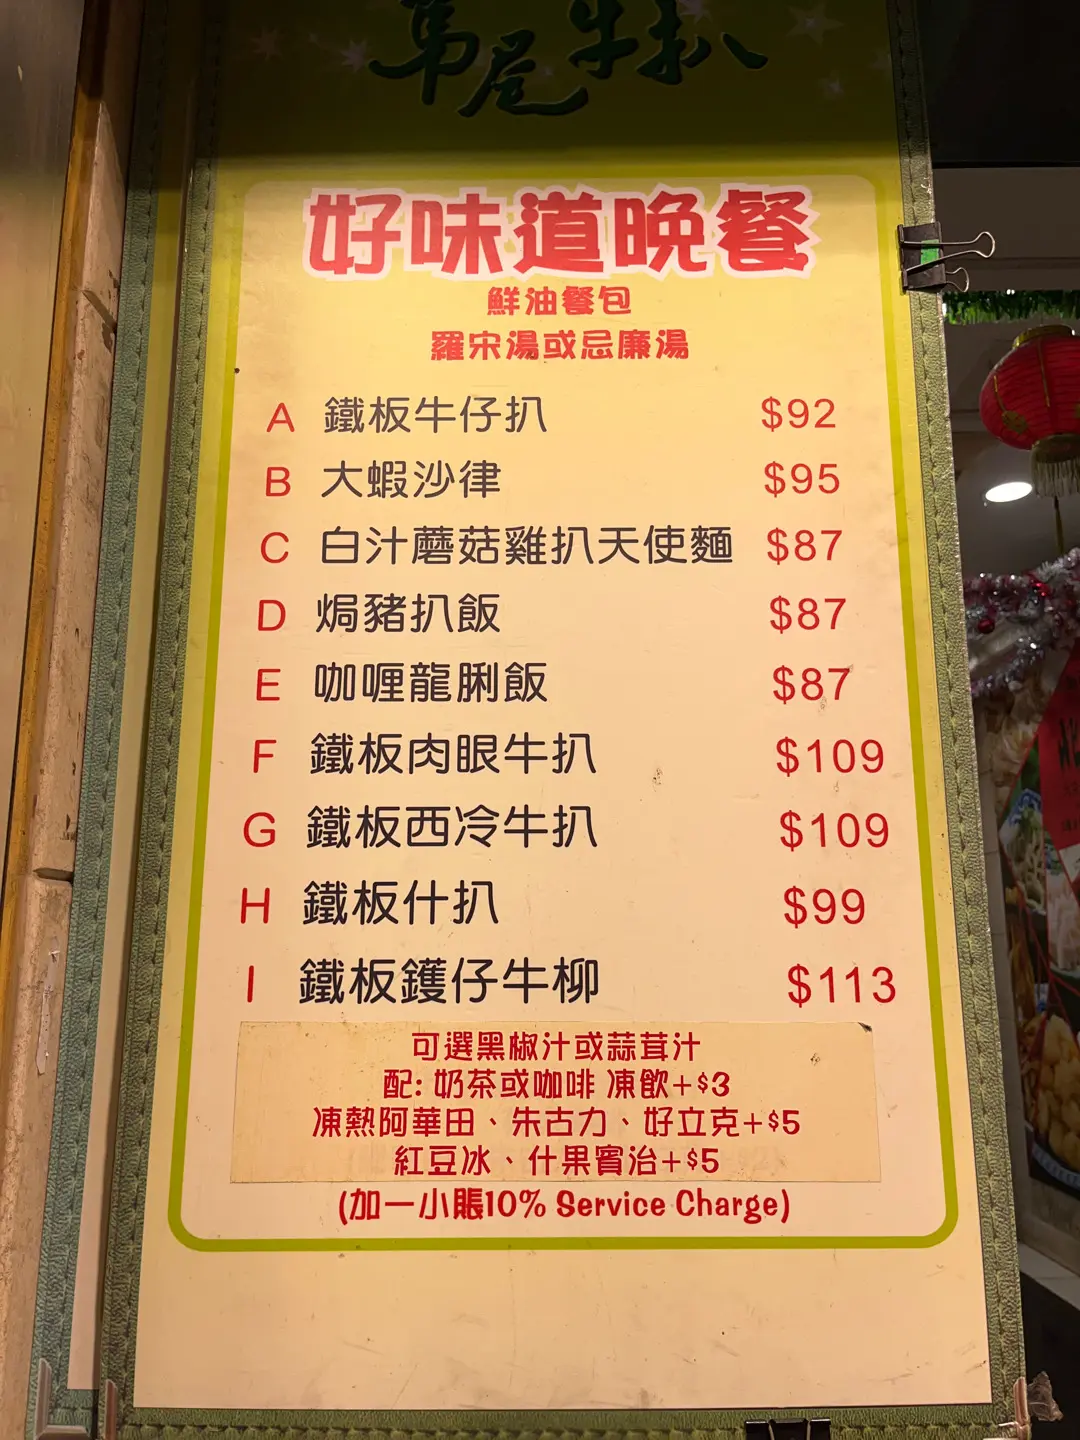 馬尾牛扒
好味道晚餐
鮮油餐包
羅宋湯或忌廉湯
A 鐵板牛仔扒 $92
B 大蝦沙律 $95
C 白汁蘑菇雞扒天使麵 $87
D 焗豬扒飯 $87
E 咖喱龍脷飯 $87
F 鐵板肉眼牛扒 $109
G 鐵板西冷牛扒 $109
H 鐵板什扒 $99
I 鐵板鑊仔牛柳 $113
可選黑椒汁或蒜茸汁
配: 奶茶或咖啡 凍飲+$3
凍熱阿華田、朱古力、好立克+$5
紅豆冰、什果賓治+$5
(加一小賬10% Service Charge)